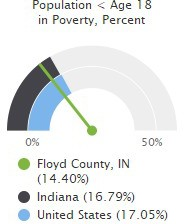 Population < Age 18
in Poverty, Percent
0%
50%
Floyd County, IN
(14.40%)
Indiana (16.79%)
United States (17.05%)